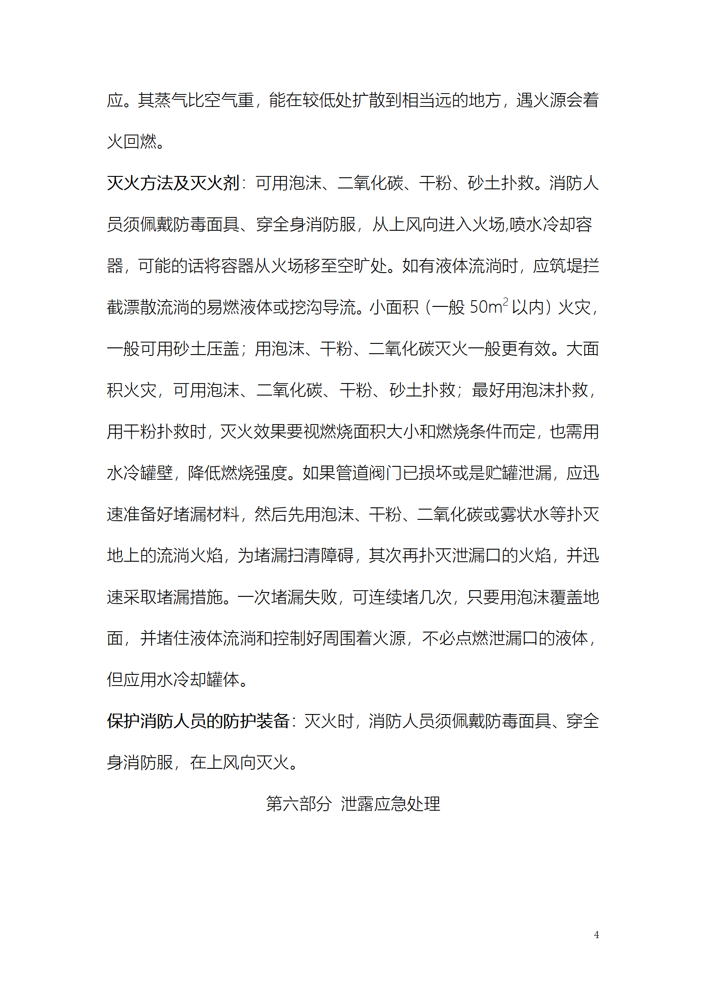 应。其蒸气比空气重，能在较低处扩散到相当远的地方，遇火源会着
火回燃。
灭火方法及灭火剂：可用泡沫、二氧化碳、干粉、砂土扑救。消防人
员须佩戴防毒面具、穿全身消防服，从上风向进入火场,喷水冷却容
器，可能的话将容器从火场移至空旷处。如有液体流淌时，应筑堤拦
截漂散流淌的易燃液体或挖沟导流。小面积（一般 50m²以内）火灾，
一般可用砂土压盖；用泡沫、干粉、二氧化碳灭火一般更有效。大面
积火灾，可用泡沫、二氧化碳、干粉、砂土扑救；最好用泡沫扑救，
用干粉扑救时，灭火效果要视燃烧面积大小和燃烧条件而定，也需用
水冷罐壁，降低燃烧强度。如果管道阀门已损坏或是贮罐泄漏，应迅
速准备好堵漏材料，然后先用泡沫、干粉、二氧化碳或雾状水等扑灭
地上的流淌火焰，为堵漏扫清障碍，其次再扑灭泄漏口的火焰，并迅
速采取堵漏措施。一次堵漏失败，可连续堵几次，只要用泡沫覆盖地
面，并堵住液体流淌和控制好周围着火源，不必点燃泄漏口的液体，
但应用水冷却罐体。
保护消防人员的防护装备：灭火时，消防人员须佩戴防毒面具、穿全
身消防服，在上风向灭火。
第六部分 泄露应急处理
4